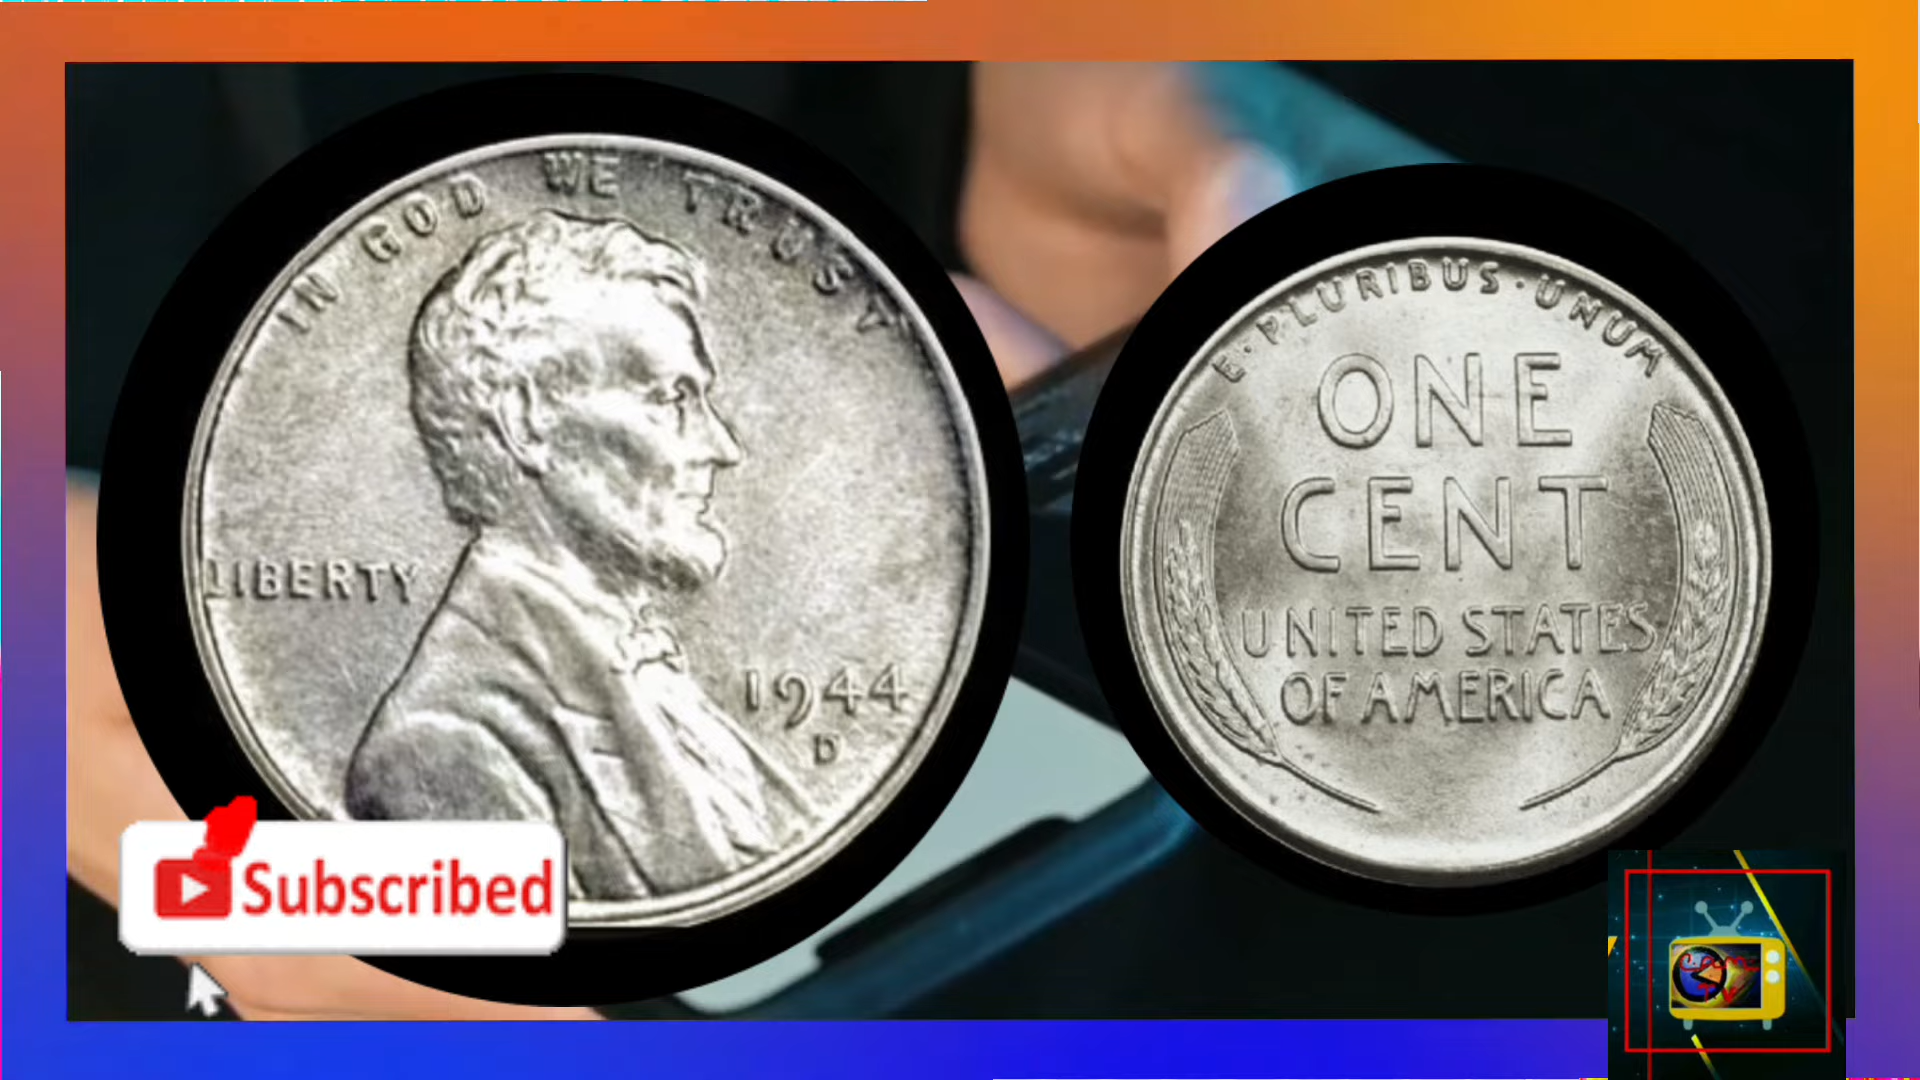 IN GOD WE TRUST
LIBERTY
1944
D
E·PLURIBUS·UNUM
ONE
CENT
UNITED STATES
OF AMERICA
Subscribed